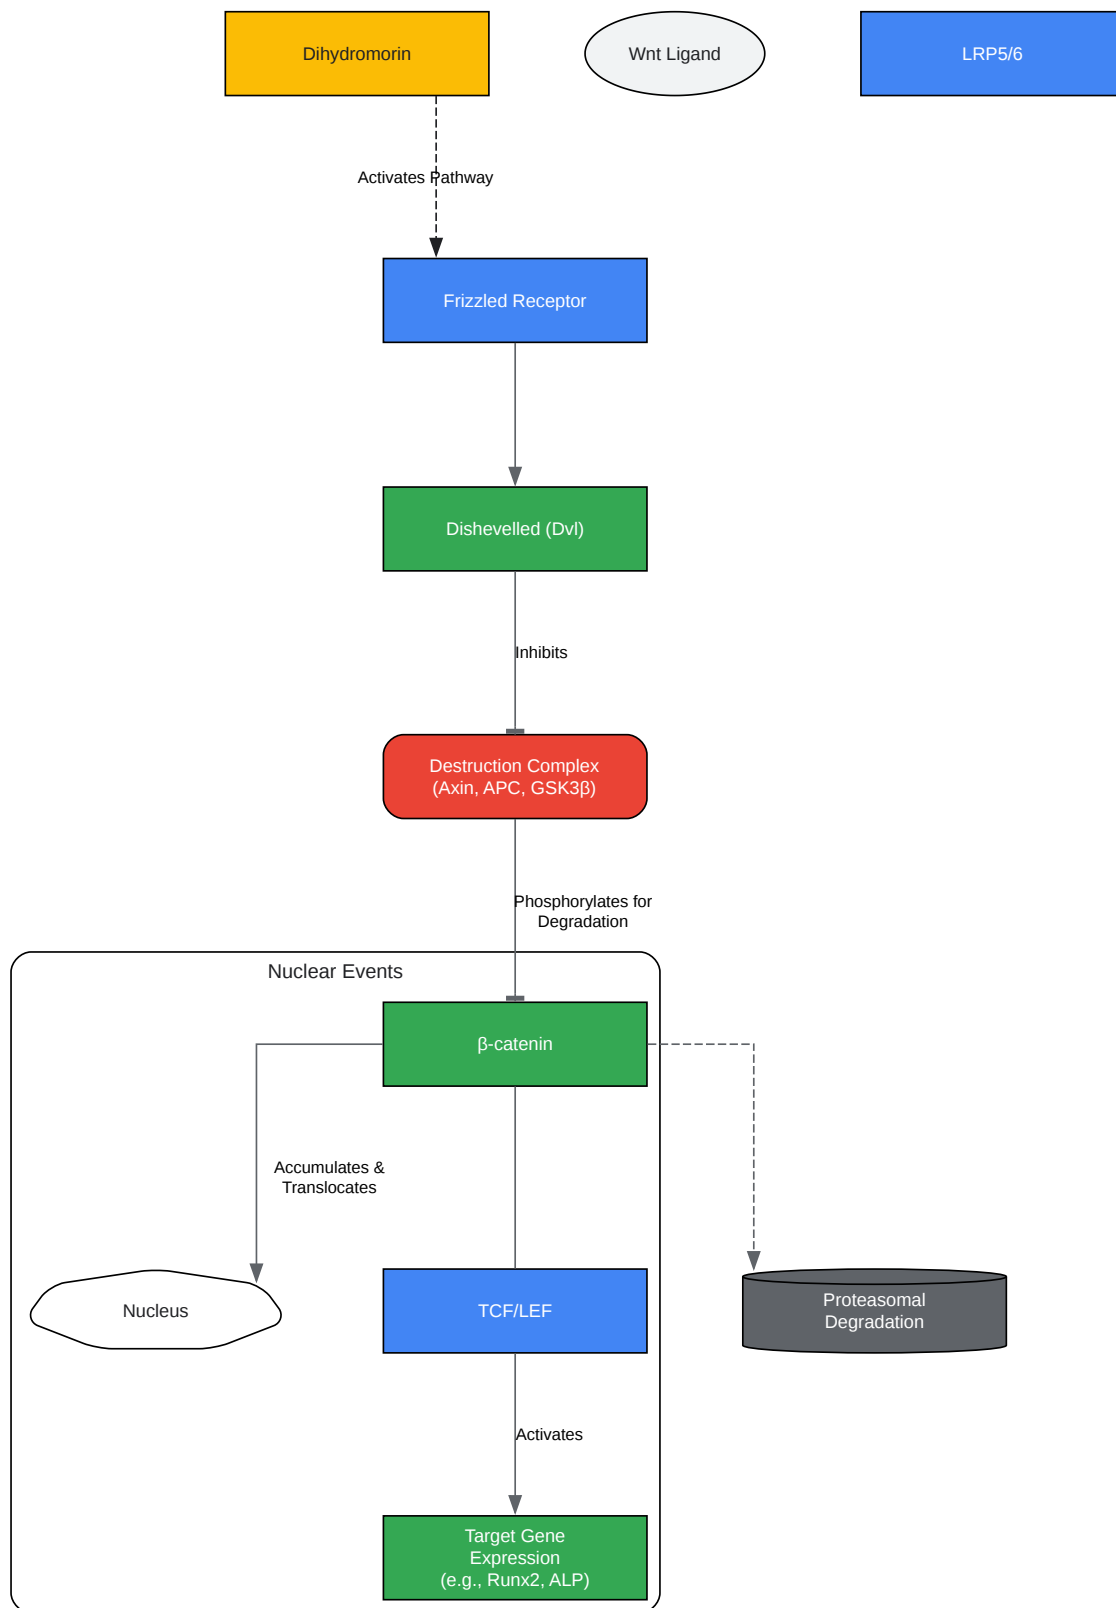 Dihydromorin
Wnt Ligand
LRP5/6
Activates Pathway
Frizzled Receptor
Dishevelled (Dvl)
Inhibits
Destruction Complex
(Axin, APC, GSK3β)
Phosphorylates for
Degradation
Nuclear Events
β-catenin
Accumulates &
Translocates
Nucleus
TCF/LEF
Proteasomal
Degradation
Activates
Target Gene
Expression
(e.g., Runx2, ALP)